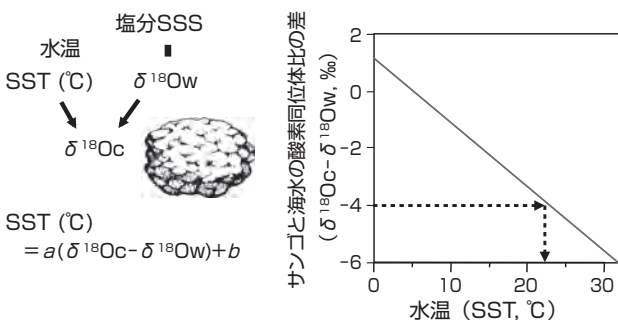 塩分SSS
水温
SST (℃)
δ¹⁸Ow
δ¹⁸Oc
SST (℃)
=a(δ¹⁸Oc-δ¹⁸Ow)+b
サンゴと海水の酸素同位体比の差
(δ¹⁸Oc-δ¹⁸Ow, ‰)
2
0
-2
-4
-6
0
10
20
30
水温 (SST, ℃)